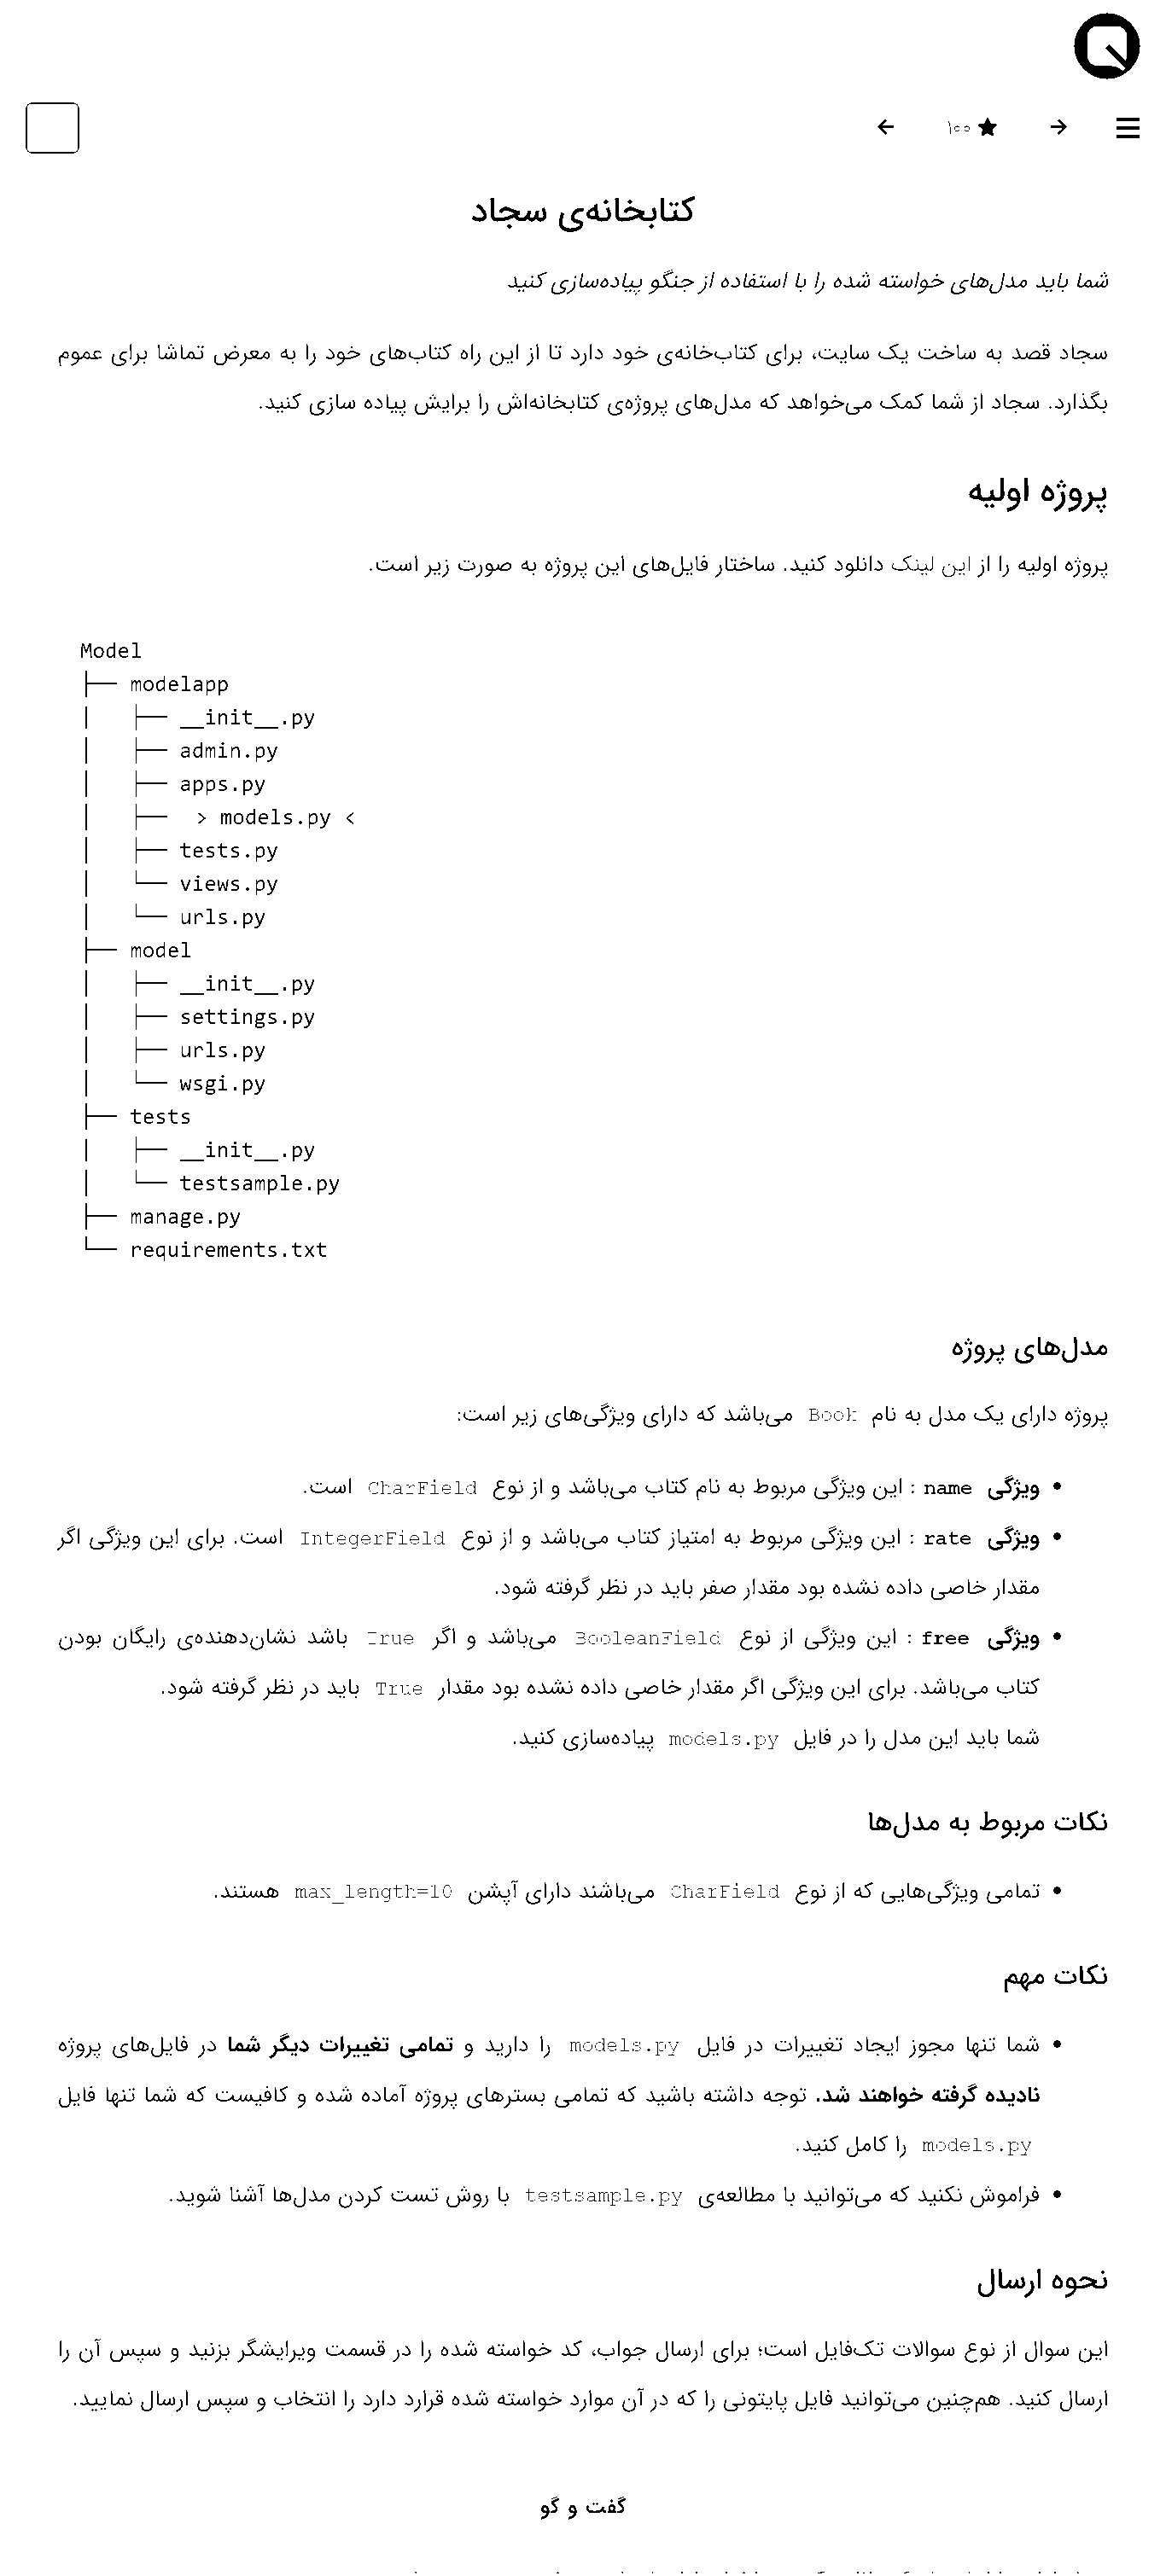 ۱۰۰
کتابخانه‌ی سجاد
شما باید مدل‌های خواسته شده را با استفاده از جنگو پیاده‌سازی کنید
سجاد قصد به ساخت یک سایت، برای کتاب‌خانه‌ی خود دارد تا از این راه کتاب‌های خود را به معرض تماشا برای عموم
بگذارد. سجاد از شما کمک می‌خواهد که مدل‌های پروژه‌ی کتابخانه‌اش را برایش پیاده سازی کنید.
پروژه اولیه
پروژه اولیه را از این لینک دانلود کنید. ساختار فایل‌های این پروژه به صورت زیر است.
Model
├── modelapp
│   ├── __init__.py
│   ├── admin.py
│   ├── apps.py
│   ├──  > models.py <
│   ├── tests.py
│   └── views.py
│   └── urls.py
├── model
│   ├── __init__.py
│   ├── settings.py
│   ├── urls.py
│   └── wsgi.py
├── tests
│   ├── __init__.py
│   └── testsample.py
├── manage.py
└── requirements.txt
مدل‌های پروژه
پروژه دارای یک مدل به نام Book می‌باشد که دارای ویژگی‌های زیر است:
• ویژگی name : این ویژگی مربوط به نام کتاب می‌باشد و از نوع CharField است.
• ویژگی rate : این ویژگی مربوط به امتیاز کتاب می‌باشد و از نوع IntegerField است. برای این ویژگی اگر
مقدار خاصی داده نشده بود مقدار صفر باید در نظر گرفته شود.
• ویژگی free : این ویژگی از نوع BooleanField می‌باشد و اگر True باشد نشان‌دهنده‌ی رایگان بودن
کتاب می‌باشد. برای این ویژگی اگر مقدار خاصی داده نشده بود مقدار True باید در نظر گرفته شود.
شما باید این مدل را در فایل models.py پیاده‌سازی کنید.
نکات مربوط به مدل‌ها
• تمامی ویژگی‌هایی که از نوع CharField می‌باشند دارای آپشن max_length=10 هستند.
نکات مهم
• شما تنها مجوز ایجاد تغییرات در فایل models.py را دارید و تمامی تغییرات دیگر شما در فایل‌های پروژه
نادیده گرفته خواهند شد. توجه داشته باشید که تمامی بسترهای پروژه آماده شده و کافیست که شما تنها فایل
models.py را کامل کنید.
• فراموش نکنید که می‌توانید با مطالعه‌ی testsample.py با روش تست کردن مدل‌ها آشنا شوید.
نحوه ارسال
این سوال از نوع سوالات تک‌فایل است؛ برای ارسال جواب، کد خواسته شده را در قسمت ویرایشگر بزنید و سپس آن را
ارسال کنید. هم‌چنین می‌توانید فایل پایتونی را که در آن موارد خواسته شده قرارد دارد را انتخاب و سپس ارسال نمایید.
گفت و گو